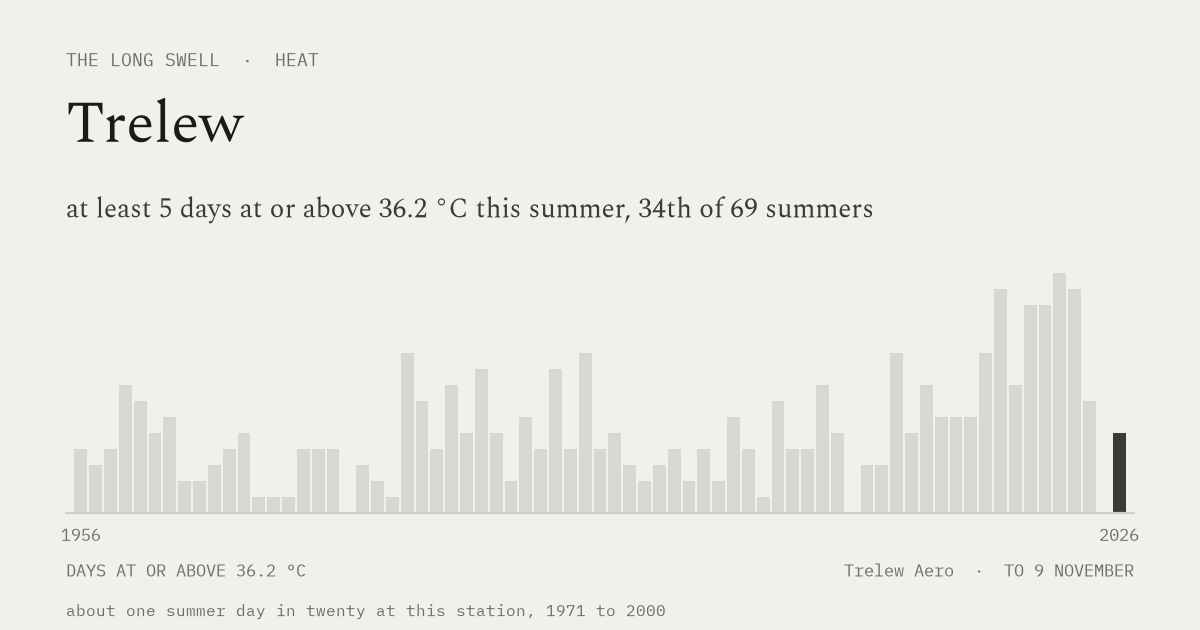 THE LONG SWELL · HEAT
Trelew
at least 5 days at or above 36.2 °C this summer, 34th of 69 summers
1956
2026
DAYS AT OR ABOVE 36.2 °C
Trelew Aero · TO 9 NOVEMBER
about one summer day in twenty at this station, 1971 to 2000